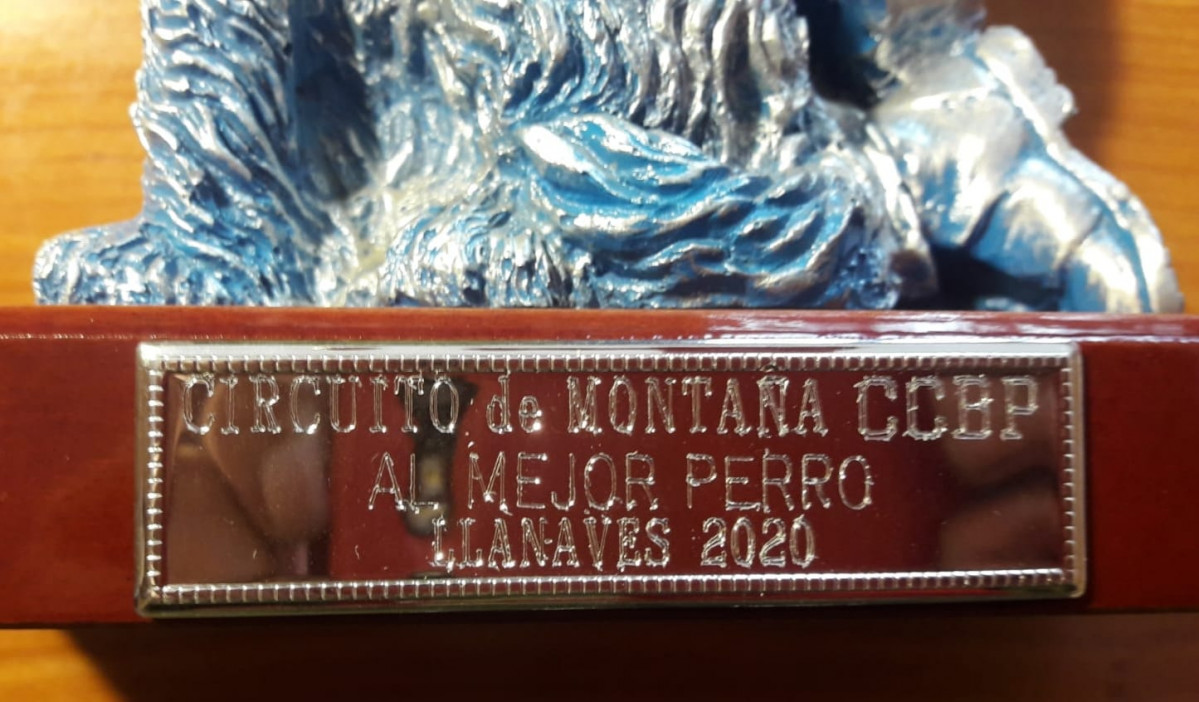 CIRCUITO de MONTAÑA CCBP
AL MEJOR PERRO
LLANAVES 2020